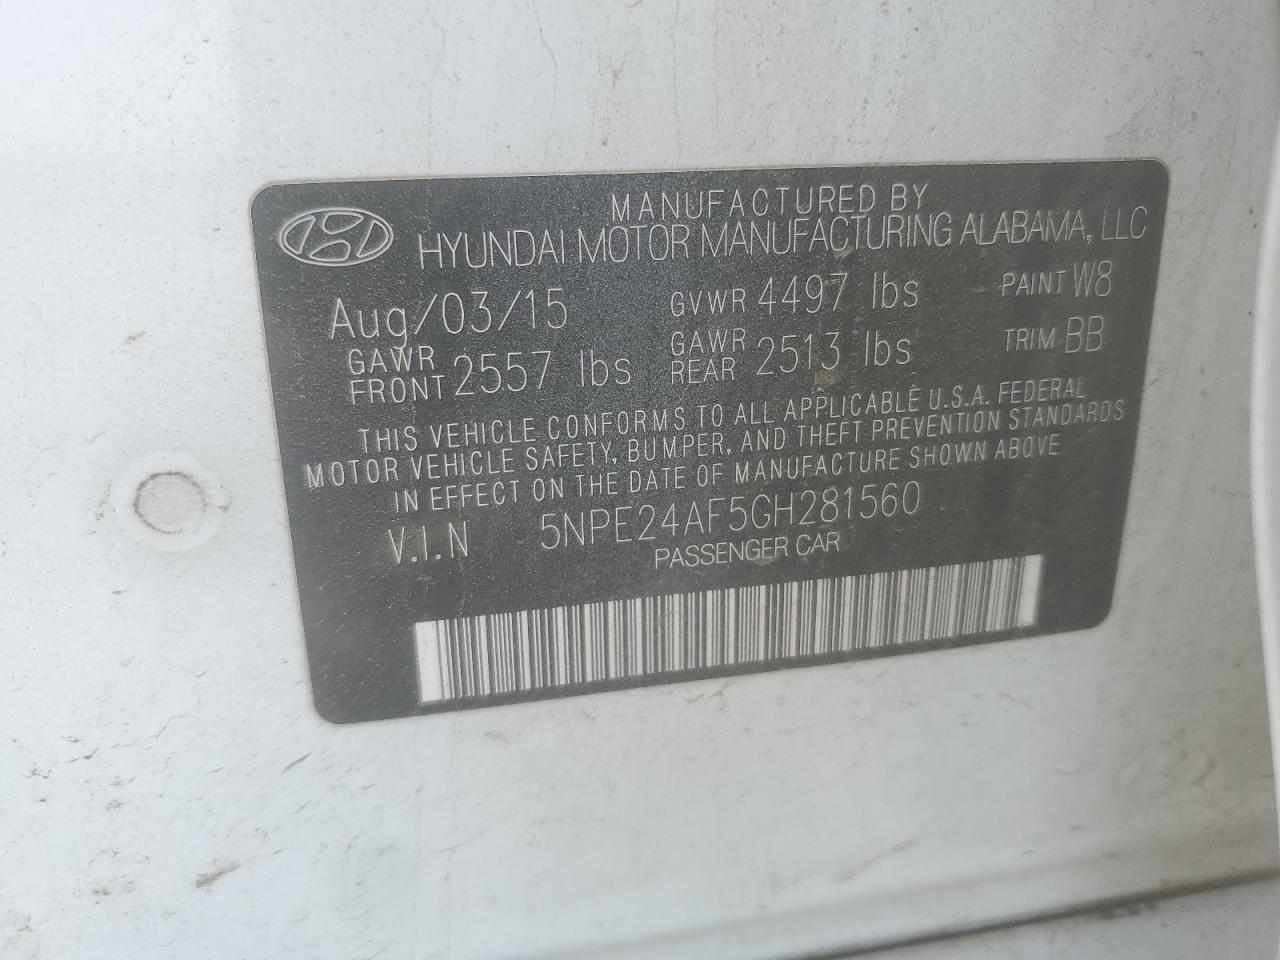 MANUFACTURED BY
HYUNDAI MOTOR MANUFACTURING ALABAMA, LLC
Aug/03/15 GVWR 4497 lbs PAINT W8
GAWR FRONT 2557 lbs GAWR REAR 2513 lbs TRIM BB
THIS VEHICLE CONFORMS TO ALL APPLICABLE U.S.A. FEDERAL
MOTOR VEHICLE SAFETY, BUMPER, AND THEFT PREVENTION STANDARDS
IN EFFECT ON THE DATE OF MANUFACTURE SHOWN ABOVE
V.I.N 5NPE24AF5GH281560
PASSENGER CAR